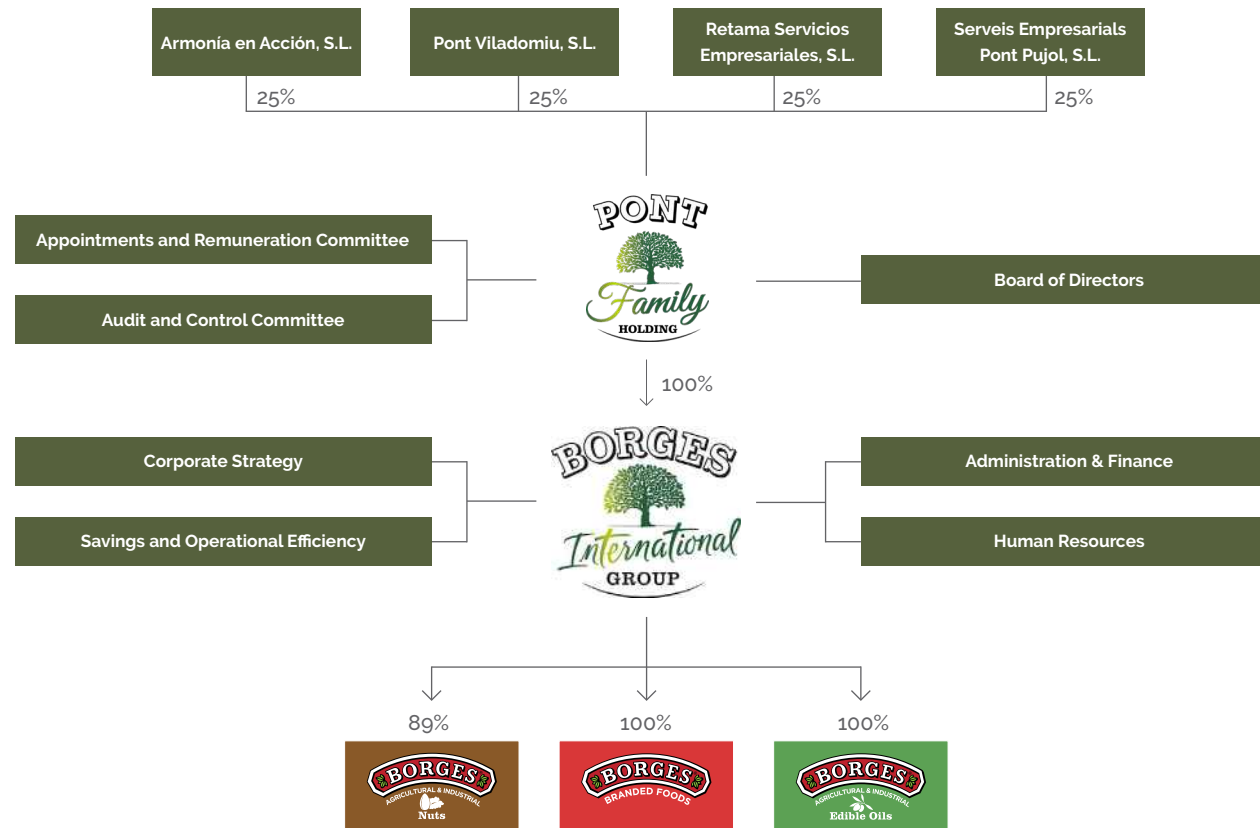 Armonía en Acción, S.L.
Pont Viladomiu, S.L.
Retama Servicios
Empresariales, S.L.
Serveis Empresarials
Pont Pujol, S.L.
25%
25%
25%
25%
PONT
Family
HOLDING
Appointments and Remuneration Committee
Audit and Control Committee
Board of Directors
100%
BORGES
International
GROUP
Corporate Strategy
Savings and Operational Efficiency
Administration & Finance
Human Resources
89%
100%
100%
BORGES
AGRICULTURAL & INDUSTRIAL
Nuts
BORGES
BRANDED FOODS
BORGES
AGRICULTURAL & INDUSTRIAL
Edible Oils